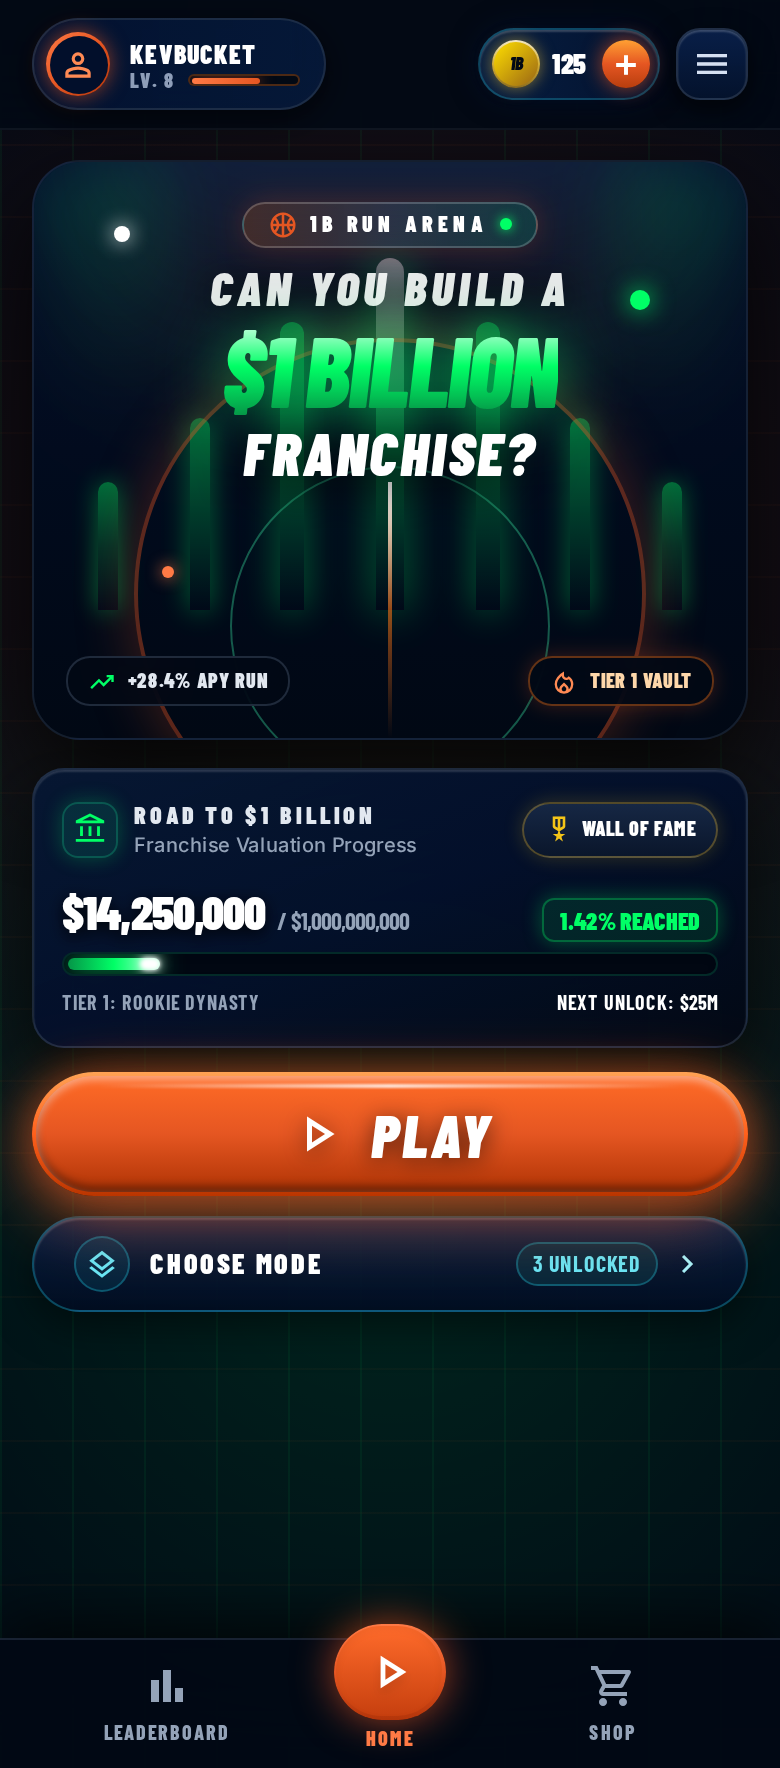 KEVBUCKET
LV. 8
1B
125
1B RUN ARENA
CAN YOU BUILD A
$1 BILLION
FRANCHISE?
+28.4% APY RUN
TIER 1 VAULT
ROAD TO $1 BILLION
Franchise Valuation Progress
WALL OF FAME
$14,250,000 / $1,000,000,000
1.42% REACHED
TIER 1: ROOKIE DYNASTY
NEXT UNLOCK: $25M
PLAY
CHOOSE MODE
3 UNLOCKED
LEADERBOARD
HOME
SHOP